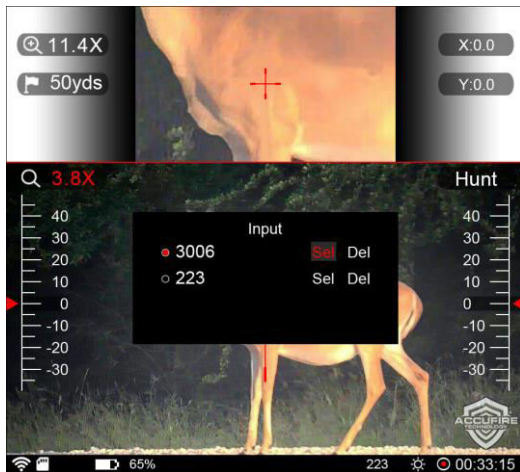 11.4X
X:0.0
50yds
Y:0.0
3.8X
Hunt
Input
3006 Sel Del
223 Sel Del
40 40
30 30
20 20
10 10
0 0
-10 -10
-20 -20
-30 -30
ACCUFIRE
TECHNOLOGY
65% 223 00:33:15